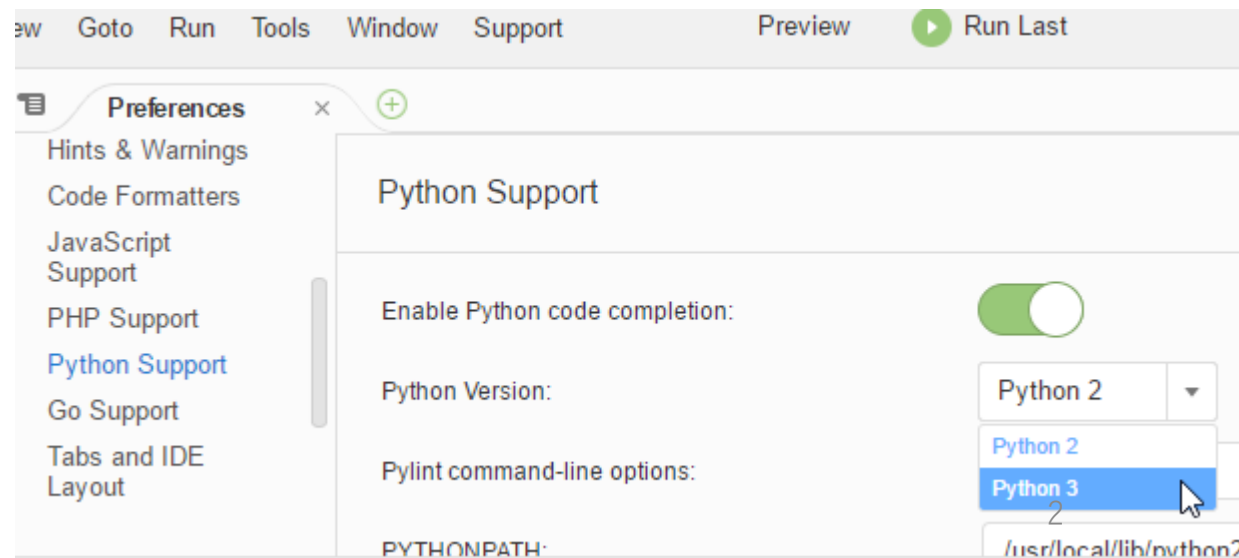 ew Goto Run Tools Window Support Preview Run Last
Preferences ×
Hints & Warnings
Code Formatters
JavaScript
Support
PHP Support
Python Support
Go Support
Tabs and IDE
Layout
Python Support
Enable Python code completion:
Python Version:
Python 2
Python 2
Python 3
2
Pylint command-line options:
PYTHONPATH:
/usr/local/lib/python2